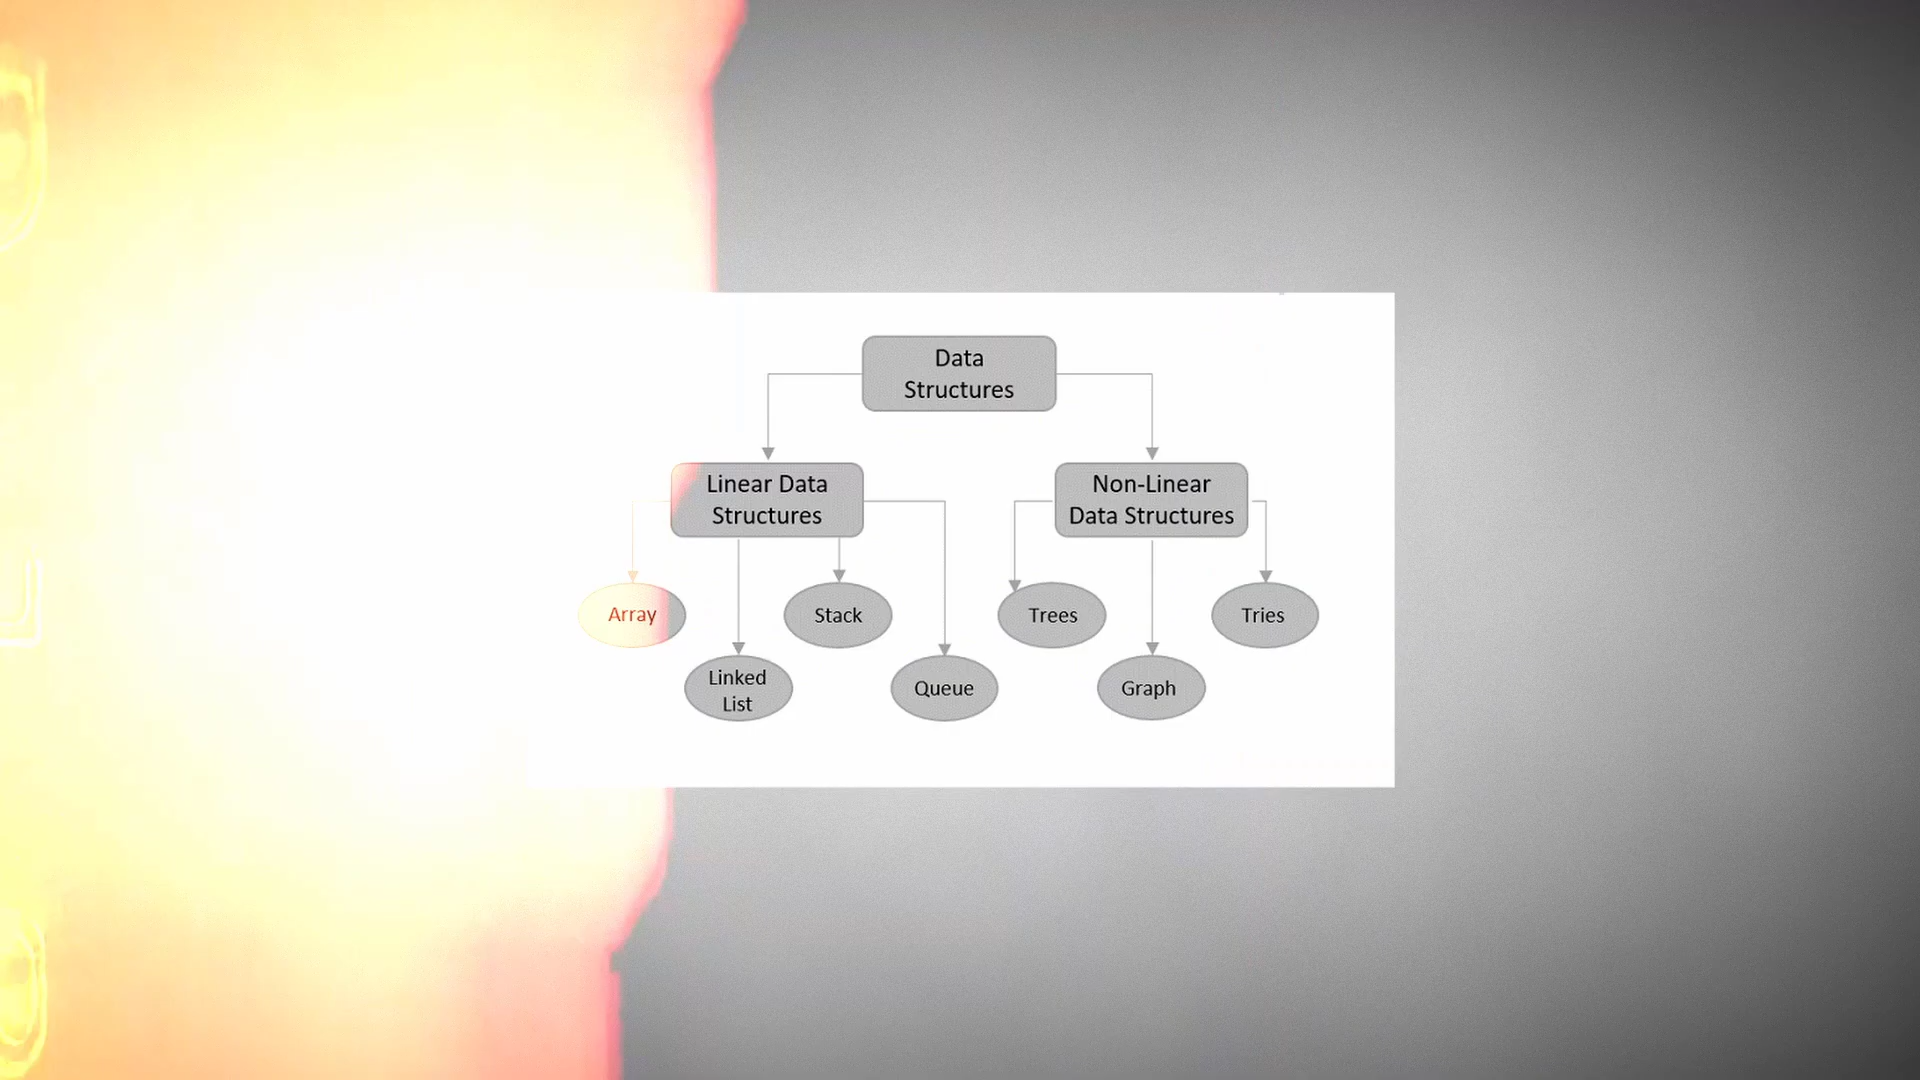 Data
Structures
Linear Data
Structures
Non-Linear
Data Structures
Array
Stack
Trees
Tries
Linked
List
Queue
Graph